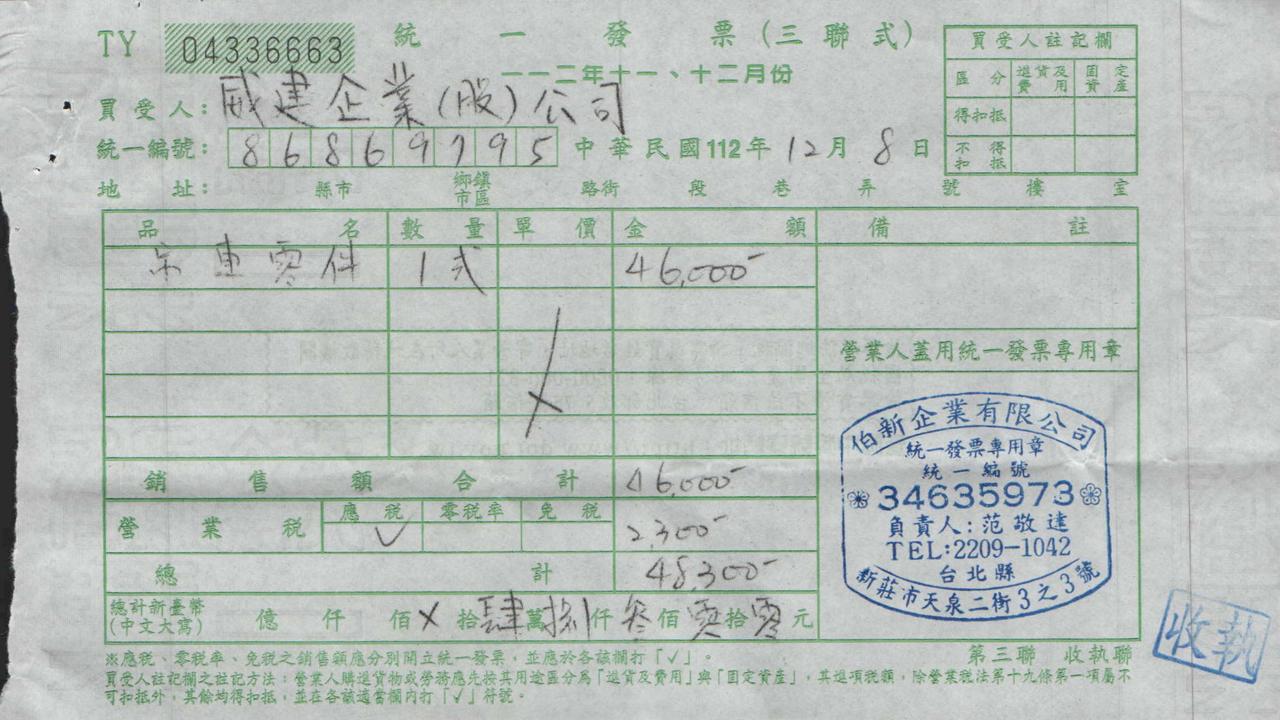 TY 04336663 統一發票(三聯式)
一一二年十一、十二月份
買受人註記欄
區分 進貨及費用 固定資產
得扣抵
不得扣抵
買受人: 威建企業(股)公司
統一編號: 86869795 中華民國112年12月8日
地址: 縣市 鄉鎮市區 路街 段 巷 弄 號 樓 室
品名 數量 單價 金額 備註
吊車零件 1式 46,000-
營業人蓋用統一發票專用章
銷售額合計 46,000-
營業稅 應稅 零稅率 免稅
✓ 2,300-
總計 48,300-
總計新臺幣(中文大寫) 億 仟 佰 X 拾 肆 萬 捌 仟 叁 佰 零 拾 零 元
伯新企業有限公司
統一發票專用章
統一編號
34635973
負責人:范敬達
TEL:2209-1042
台北縣
新莊市天泉二街3之3號
收執
※應稅、零稅率、免稅之銷售額應分別開立統一發票,並應於各該欄打「✓」。
第三聯 收執聯
買受人註記欄之註記方法:營業人購進貨物或勞務應先按其用途區分為「進貨及費用」與「固定資產」,其進項稅額,除營業稅法第十九條第一項屬不
可扣抵外,其餘均得扣抵,並在各該適當欄內打「✓」符號。